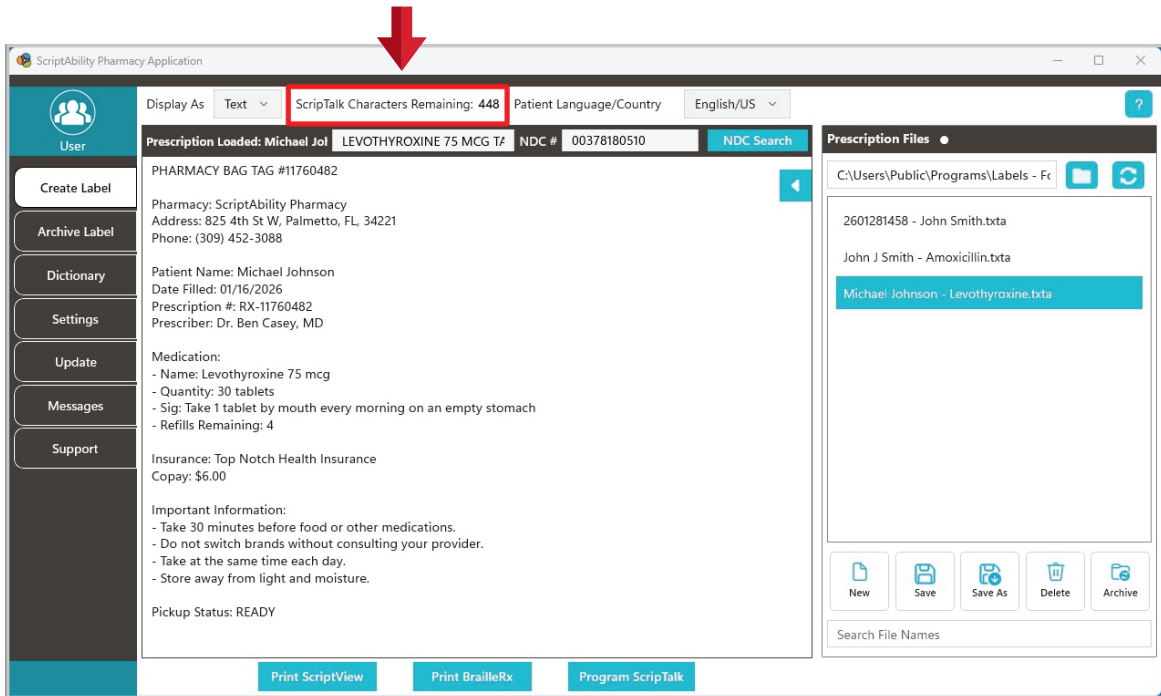 ScriptAbility Pharmacy Application
Display As Text ScripTalk Characters Remaining: 448 Patient Language/Country English/US ?
User
Create Label
Archive Label
Dictionary
Settings
Update
Messages
Support
Prescription Loaded: Michael Jol LEVOTHYROXINE 75 MCG TA NDC # 00378180510 NDC Search
PHARMACY BAG TAG #11760482
Pharmacy: ScriptAbility Pharmacy
Address: 825 4th St W, Palmetto, FL, 34221
Phone: (309) 452-3088
Patient Name: Michael Johnson
Date Filled: 01/16/2026
Prescription #: RX-11760482
Prescriber: Dr. Ben Casey, MD
Medication:
- Name: Levothyroxine 75 mcg
- Quantity: 30 tablets
- Sig: Take 1 tablet by mouth every morning on an empty stomach
- Refills Remaining: 4
Insurance: Top Notch Health Insurance
Copay: $6.00
Important Information:
- Take 30 minutes before food or other medications.
- Do not switch brands without consulting your provider.
- Take at the same time each day.
- Store away from light and moisture.
Pickup Status: READY
Prescription Files
C:\Users\Public\Programs\Labels - Fo
2601281458 - John Smith.txta
John J Smith - Amoxicillin.txta
Michael Johnson - Levothyroxine.txta
New Save Save As Delete Archive
Search File Names
Print ScriptView Print BrailleRx Program ScripTalk